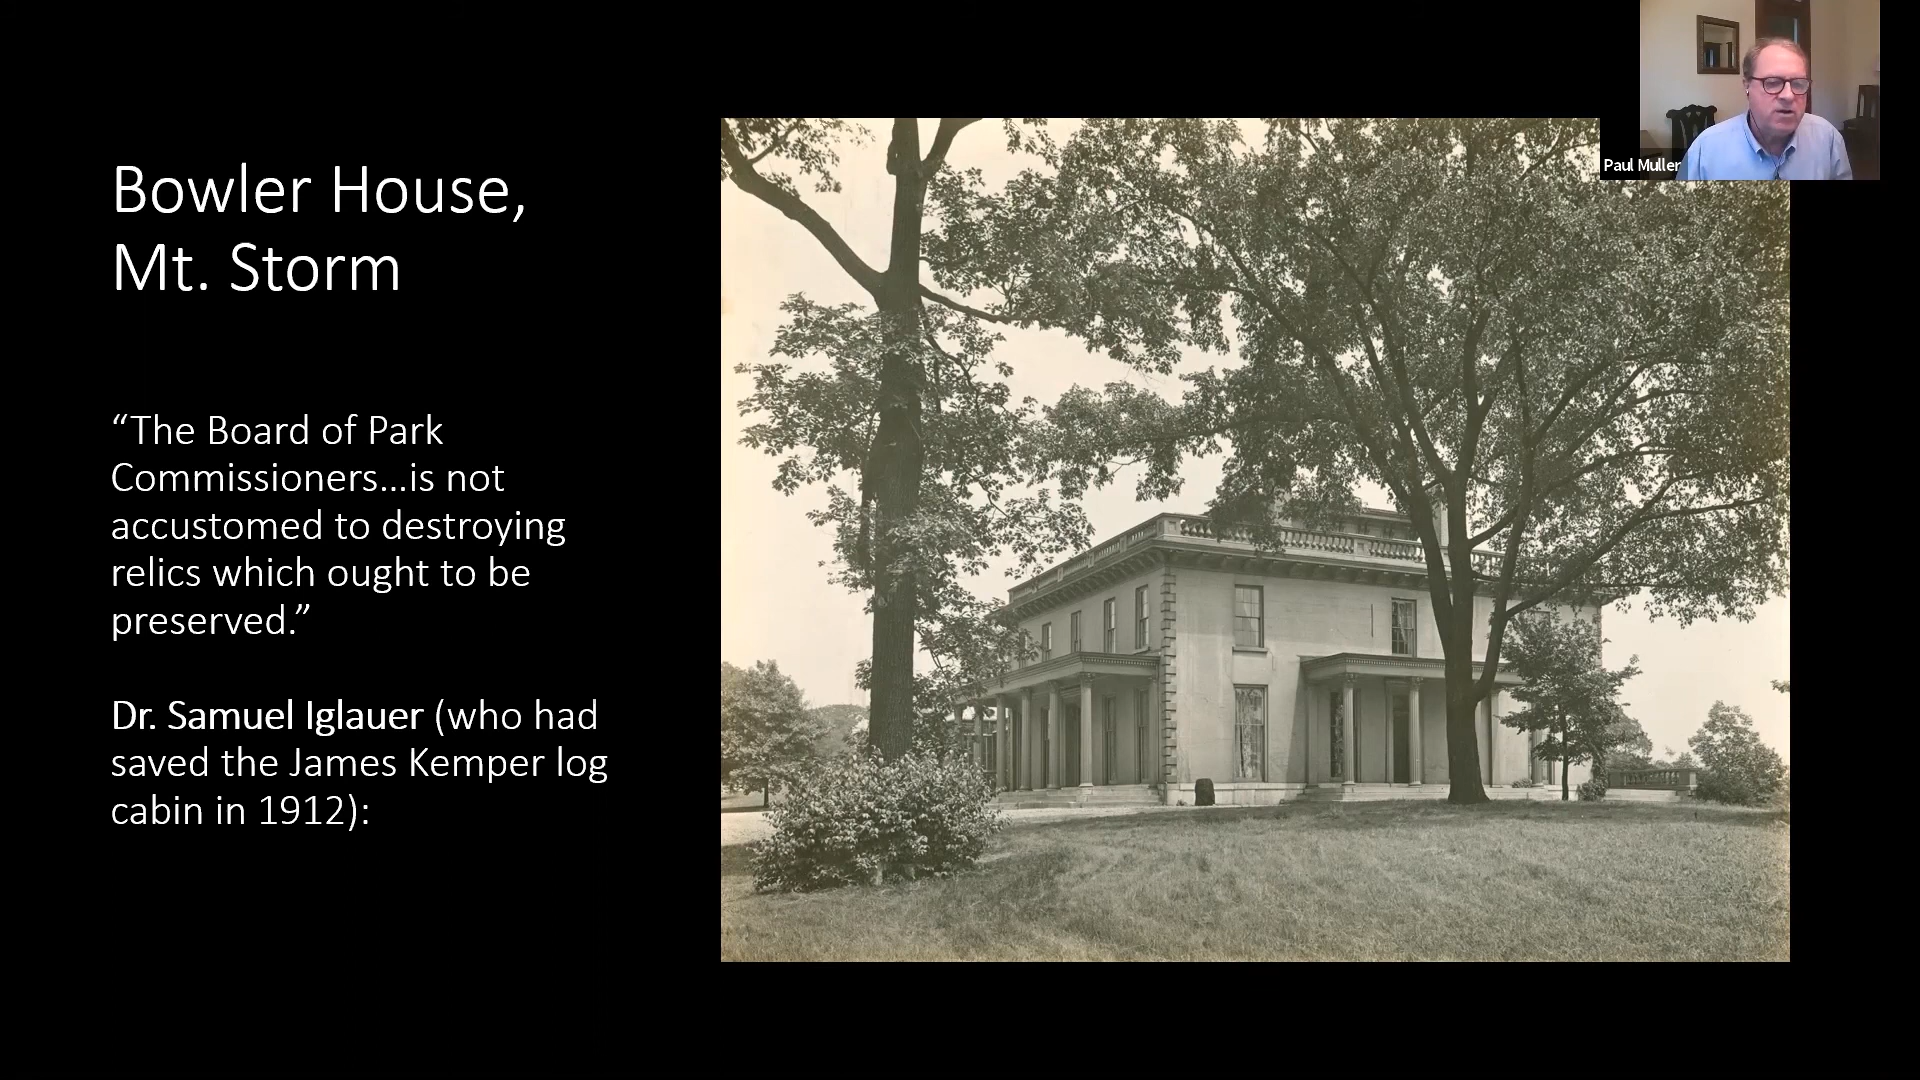 Bowler House,
Mt. Storm
“The Board of Park
Commissioners…is not
accustomed to destroying
relics which ought to be
preserved.”
Dr. Samuel Iglauer (who had
saved the James Kemper log
cabin in 1912):
Paul Muller